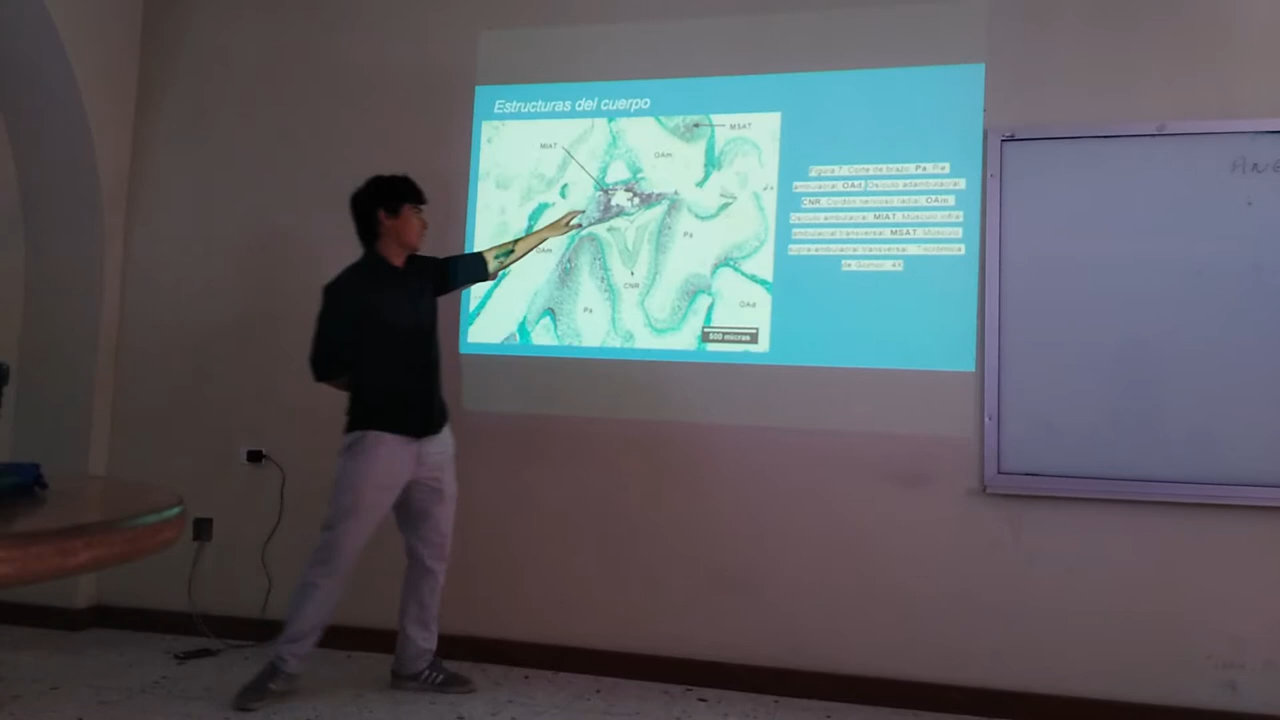 Estructuras del cuerpo
MSAT
MIAT
OAm
Pa
OAm
CNR
OAd
Pa
500 micras
Figura 7. Corte de brazo. Pa, Pie
ambulacral; OAd, Osículo adambulacral;
CNR, Cordón nervioso radial; OAm,
Osículo ambulacral; MIAT, Músculo infra-
ambulacral transversal; MSAT, Músculo
supra-ambulacral transversal. Tricrómica
de Gomori, 4X